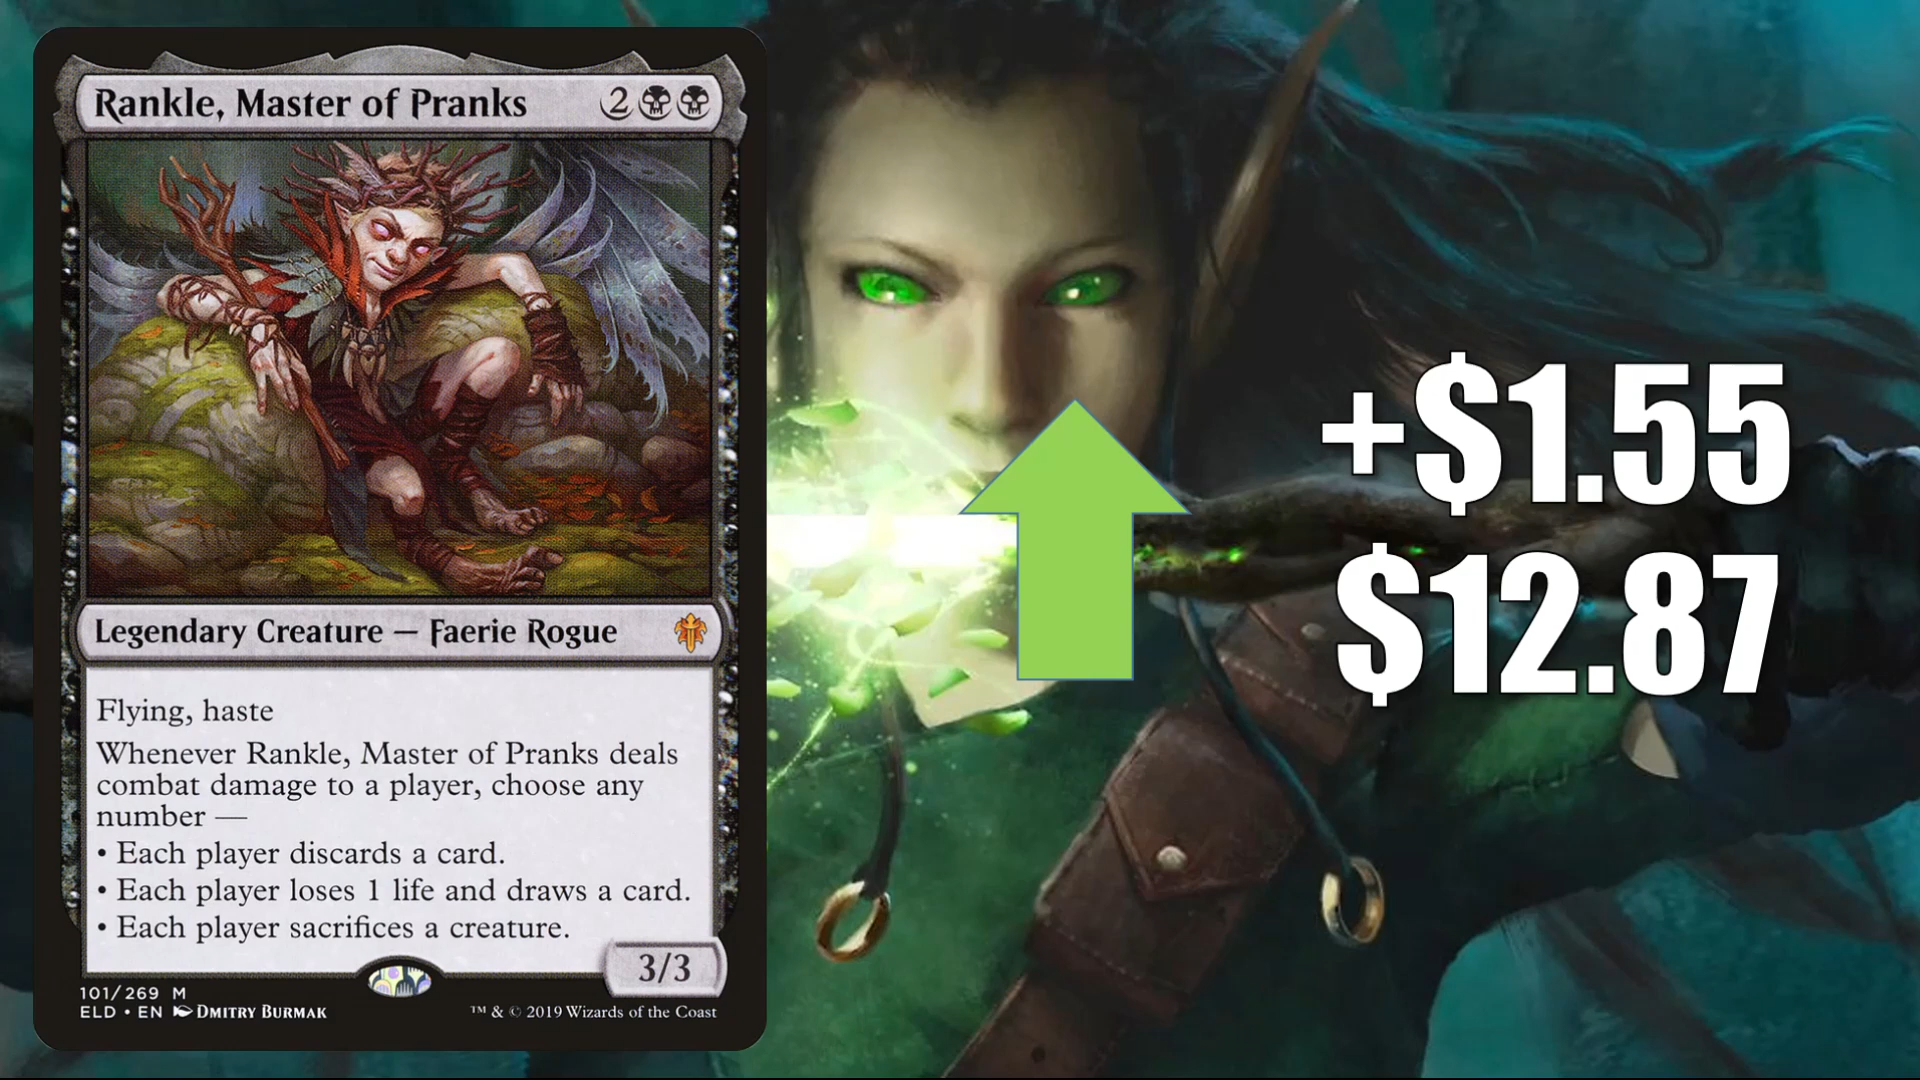 Rankle, Master of Pranks 2
Legendary Creature — Faerie Rogue
Flying, haste
Whenever Rankle, Master of Pranks deals
combat damage to a player, choose any
number —
• Each player discards a card.
• Each player loses 1 life and draws a card.
• Each player sacrifices a creature.
3/3
101/269 M
ELD • EN DMITRY BURMAK
™ & © 2019 Wizards of the Coast
+$1.55
$12.87